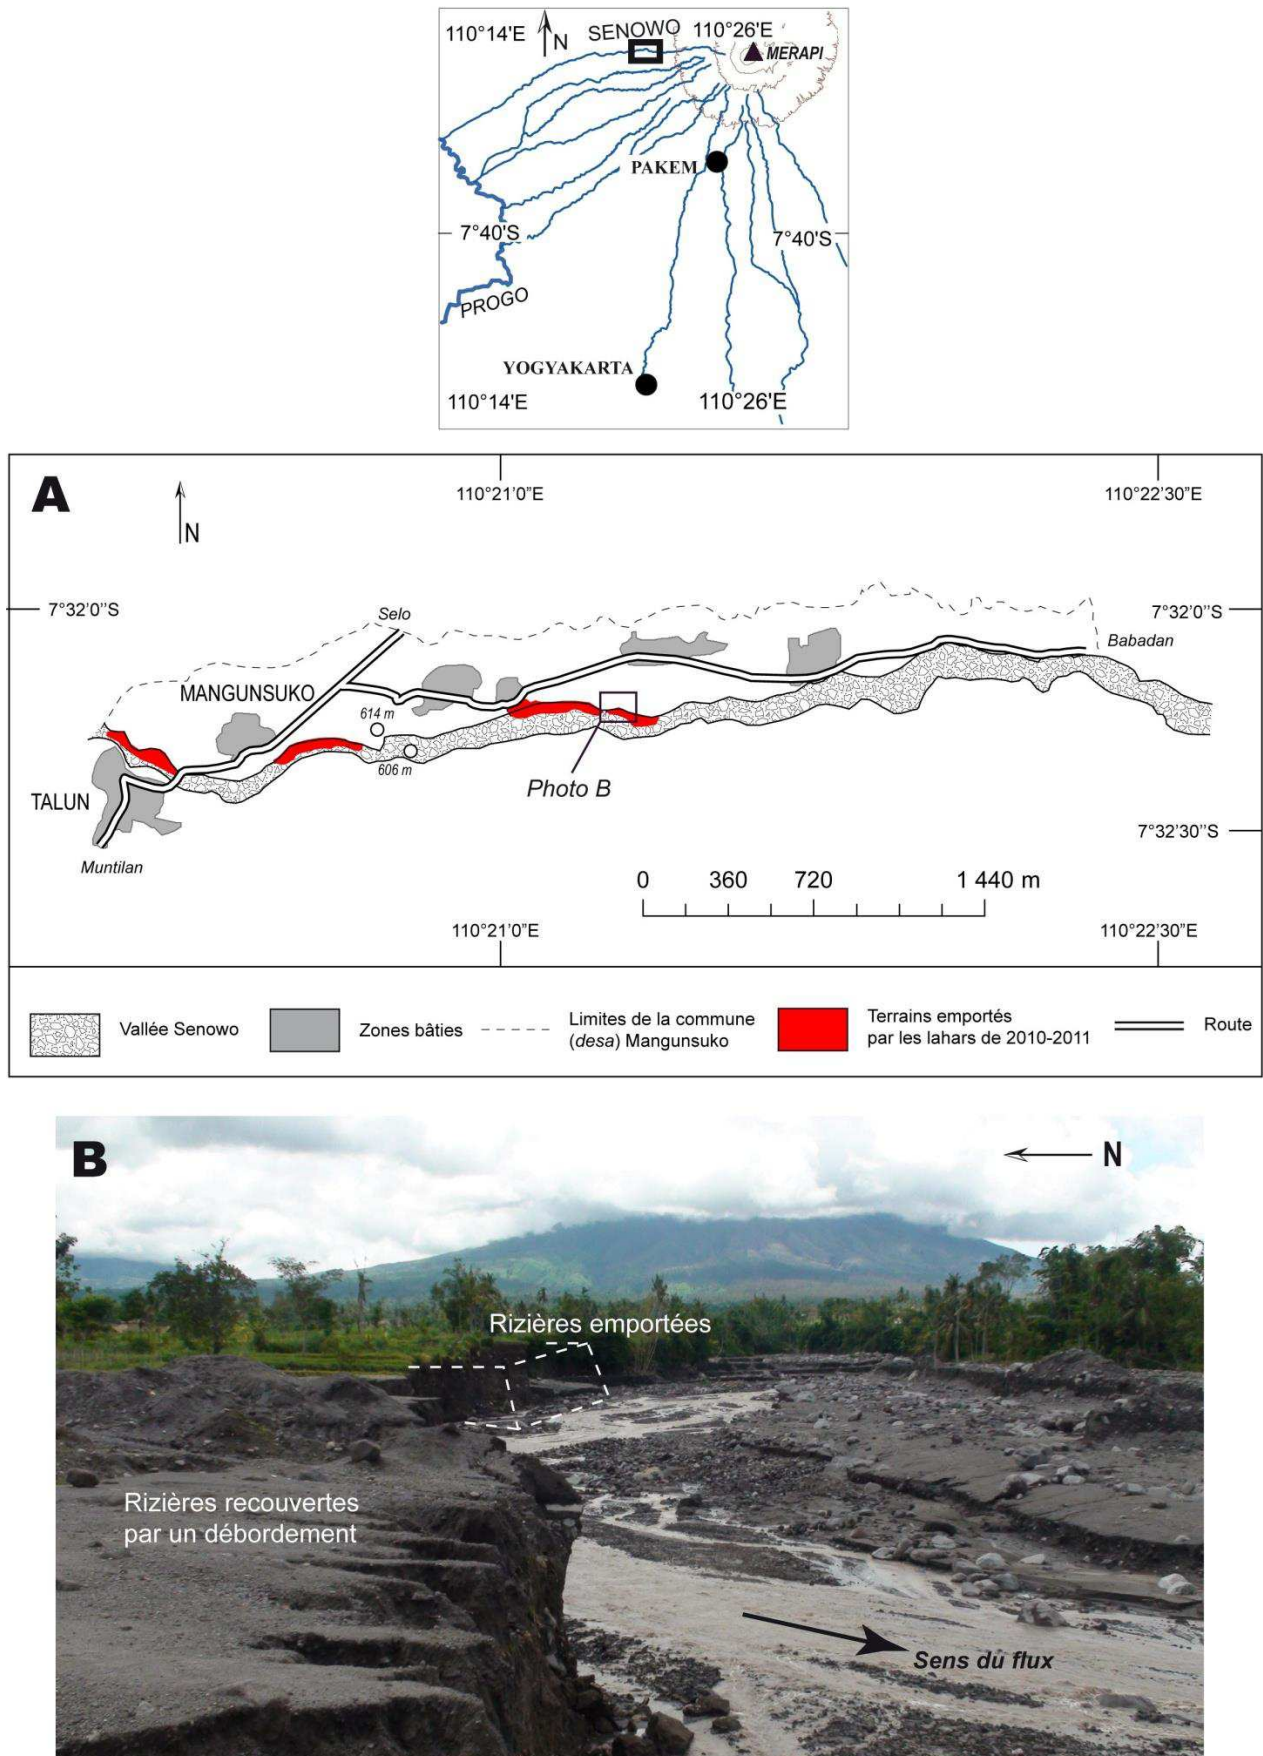 110°14'E
N
SENOWO
110°26'E
MERAPI
PAKEM
7°40'S
7°40'S
PROGO
YOGYAKARTA
110°14'E
110°26'E
A
N
110°21'0"E
110°22'30"E
7°32'0''S
7°32'0''S
Selo
Babadan
MANGUNSUKO
614 m
606 m
Photo B
TALUN
7°32'30''S
Muntilan
0 360 720 1 440 m
110°21'0"E
110°22'30"E
Vallée Senowo
Zones bâties
Limites de la commune
(desa) Mangunsuko
Terrains emportés
par les lahars de 2010-2011
Route
B
N
Rizières emportées
Rizières recouvertes
par un débordement
Sens du flux